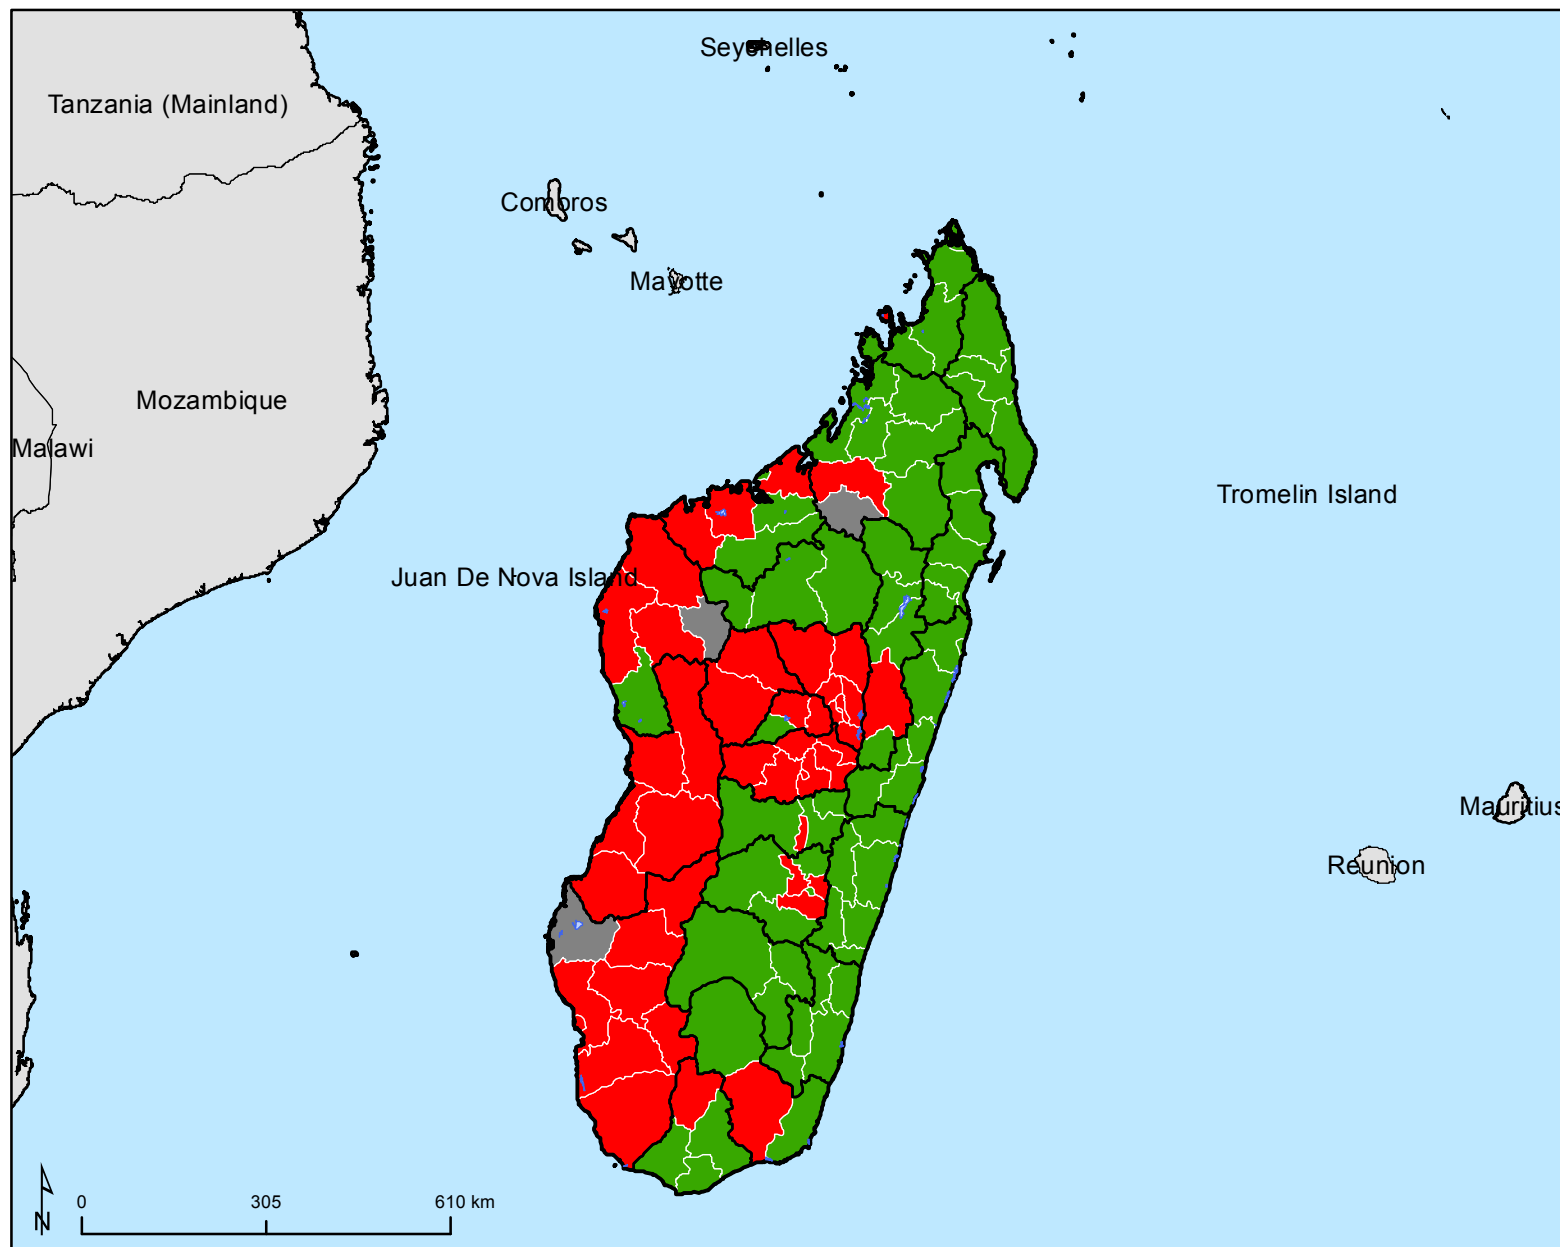 Seychelles
Tanzania (Mainland)
Comoros
Mayotte
Mozambique
Malawi
Tromelin Island
Juan De Nova Island
Mauritius
Reunion
0 305 610 km
N